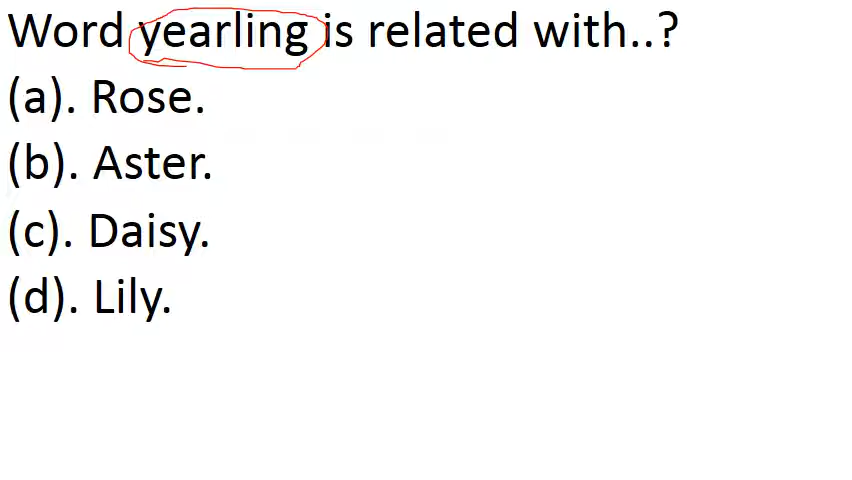 Word yearling is related with..?
(a). Rose.
(b). Aster.
(c). Daisy.
(d). Lily.